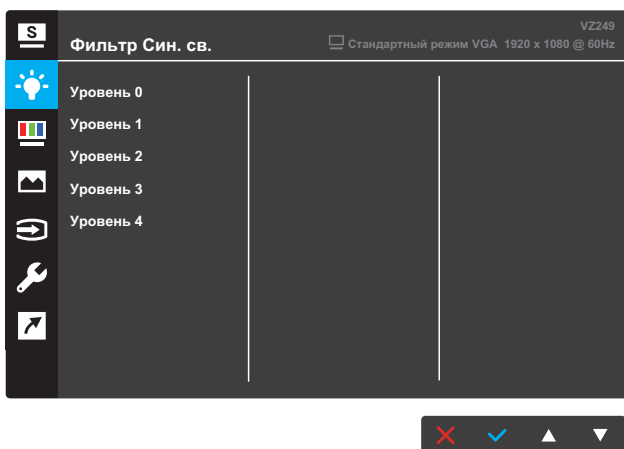 S
VZ249
Фильтр Син. св.
Стандартный режим VGA 1920 x 1080 @ 60Hz
Уровень 0
Уровень 1
Уровень 2
Уровень 3
Уровень 4